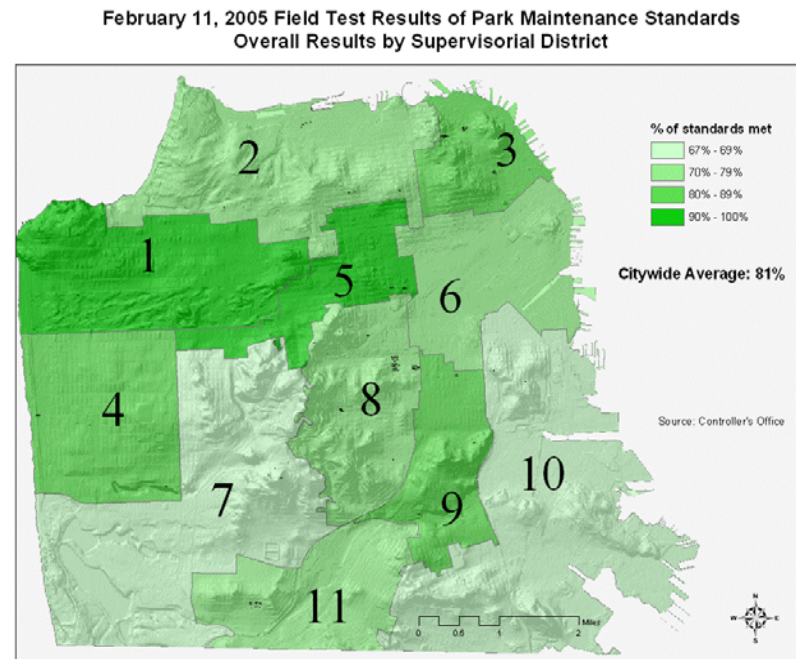 February 11, 2005 Field Test Results of Park Maintenance Standards
Overall Results by Supervisorial District
% of standards met
67% - 69%
70% - 79%
80% - 89%
90% - 100%
Citywide Average: 81%
Source: Controller's Office
2
3
1
5
6
4
8
7
10
9
11
0 0.5 1 2
Miles
N
W E
S